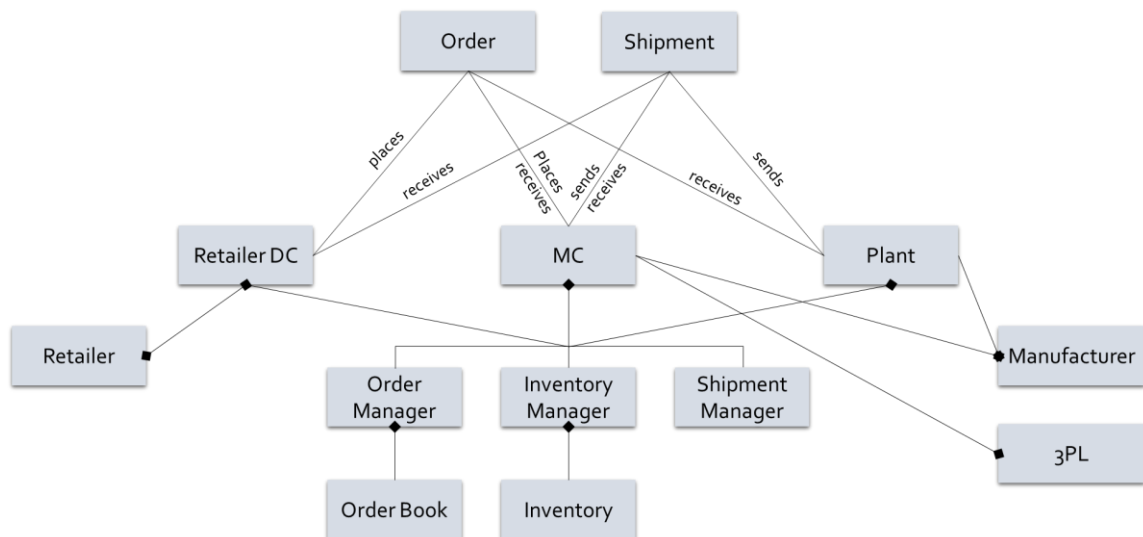 Order
Shipment
places
receives
Places
receives
sends
receives
receives
sends
Retailer DC
MC
Plant
Retailer
Order
Manager
Inventory
Manager
Shipment
Manager
Manufacturer
3PL
Order Book
Inventory